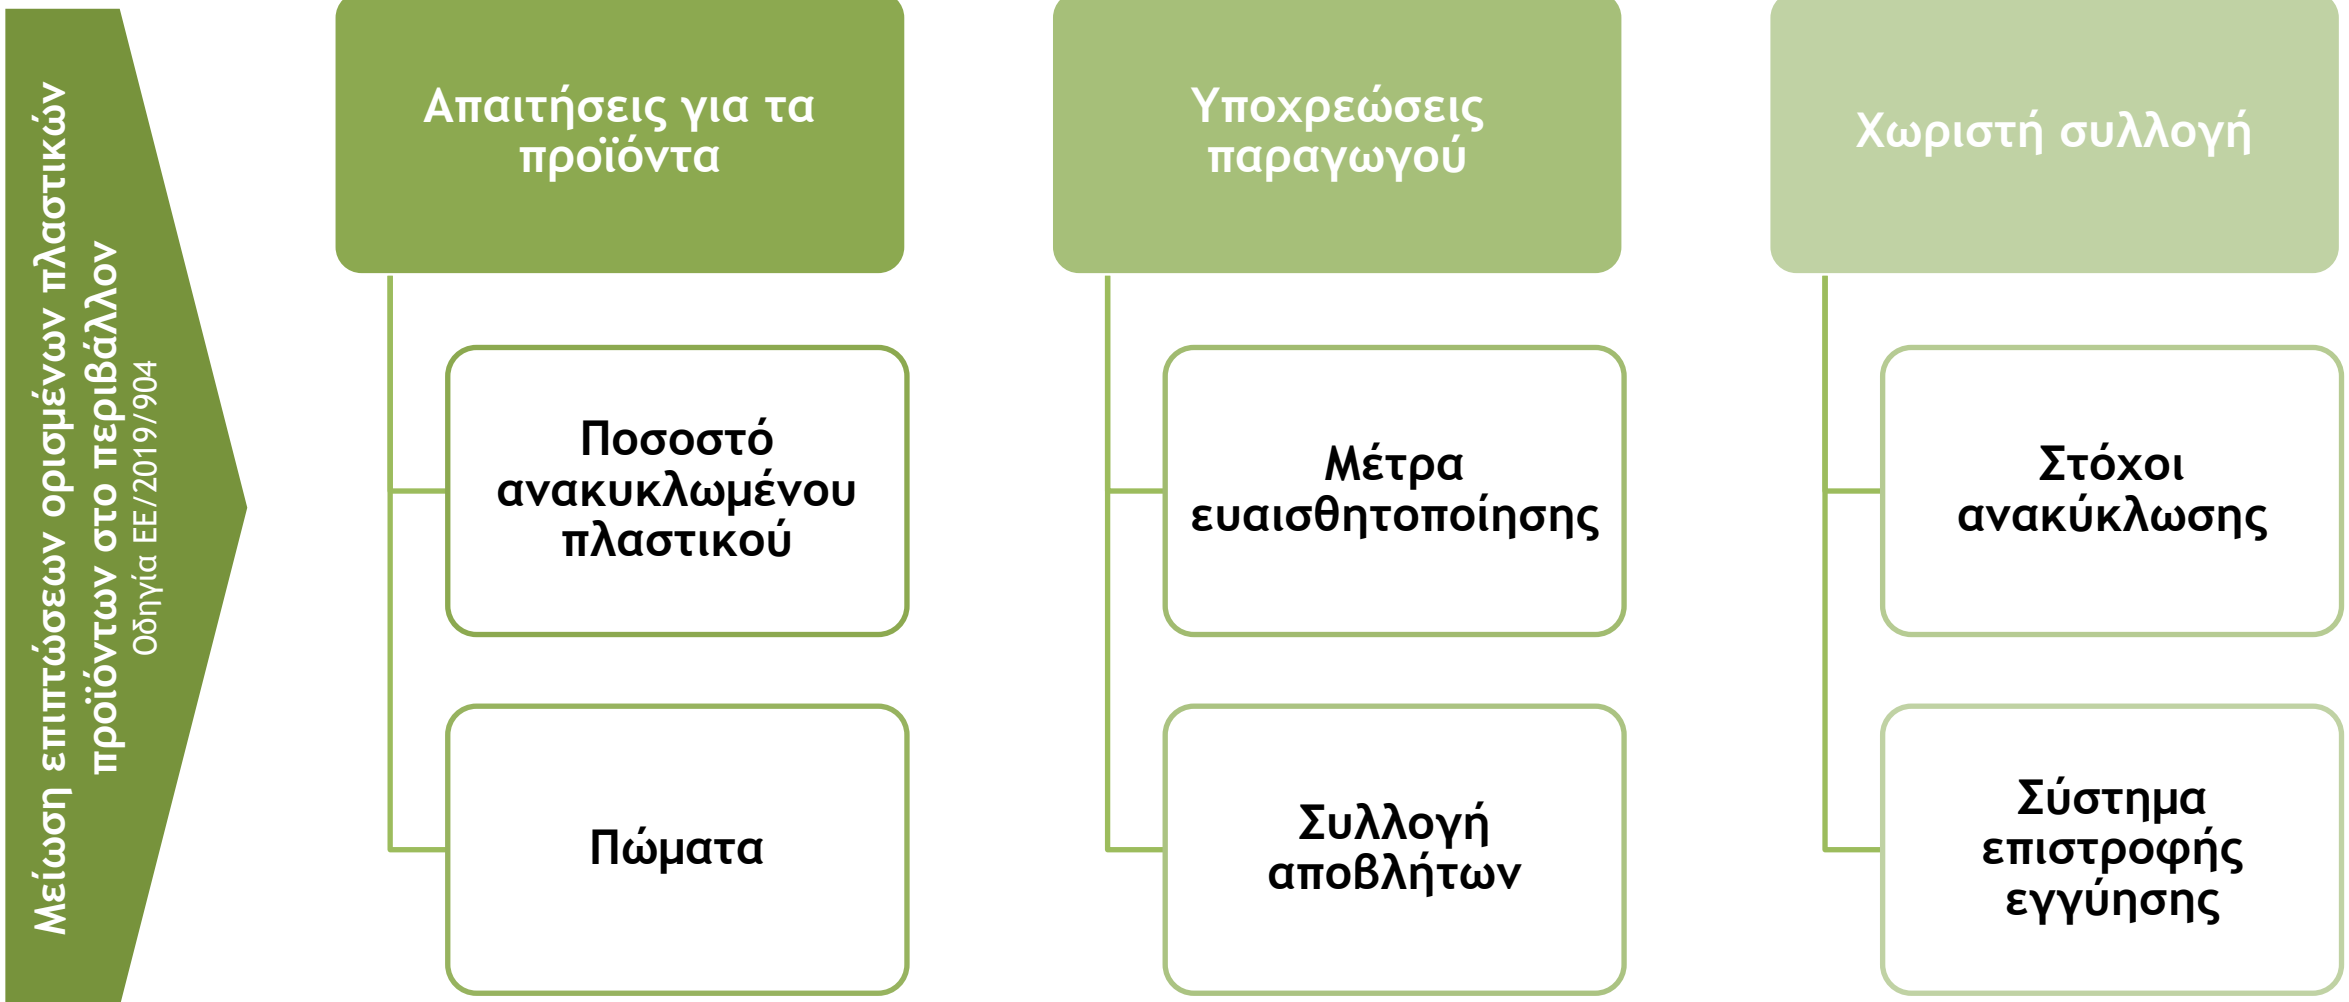 Μείωση επιπτώσεων ορισμένων πλαστικών
προϊόντων στο περιβάλλον
Οδηγία ΕΕ/2019/904
Απαιτήσεις για τα
προϊόντα
Ποσοστό
ανακυκλωμένου
πλαστικού
Πώματα
Υποχρεώσεις
παραγωγού
Μέτρα
ευαισθητοποίησης
Συλλογή
αποβλήτων
Χωριστή συλλογή
Στόχοι
ανακύκλωσης
Σύστημα
επιστροφής
εγγύησης